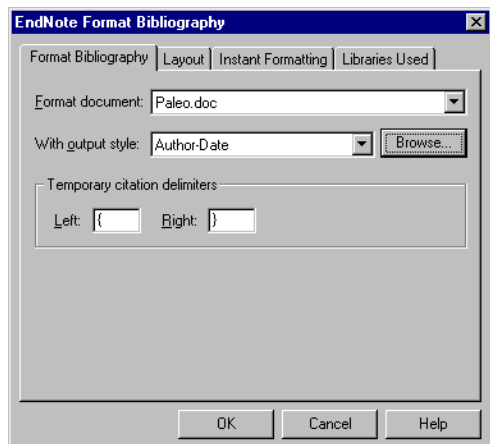 EndNote Format Bibliography
Format Bibliography Layout Instant Formatting Libraries Used
Format document: Paleo.doc
With output style: Author-Date Browse...
Temporary citation delimiters
Left: { Right: }
OK Cancel Help